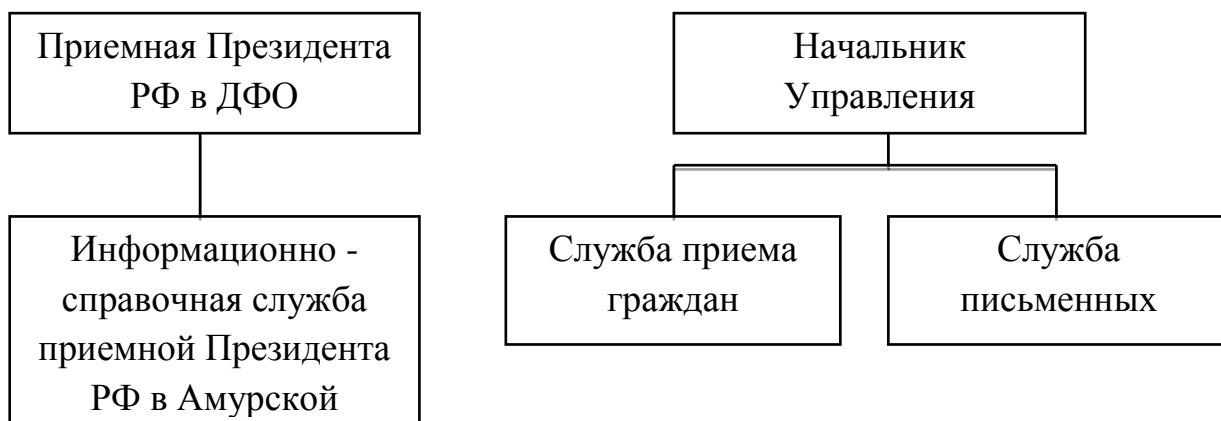 Приемная Президента
РФ в ДФО
Начальник
Управления
Информационно -
справочная служба
приемной Президента
РФ в Амурской
Служба приема
граждан
Служба
письменных